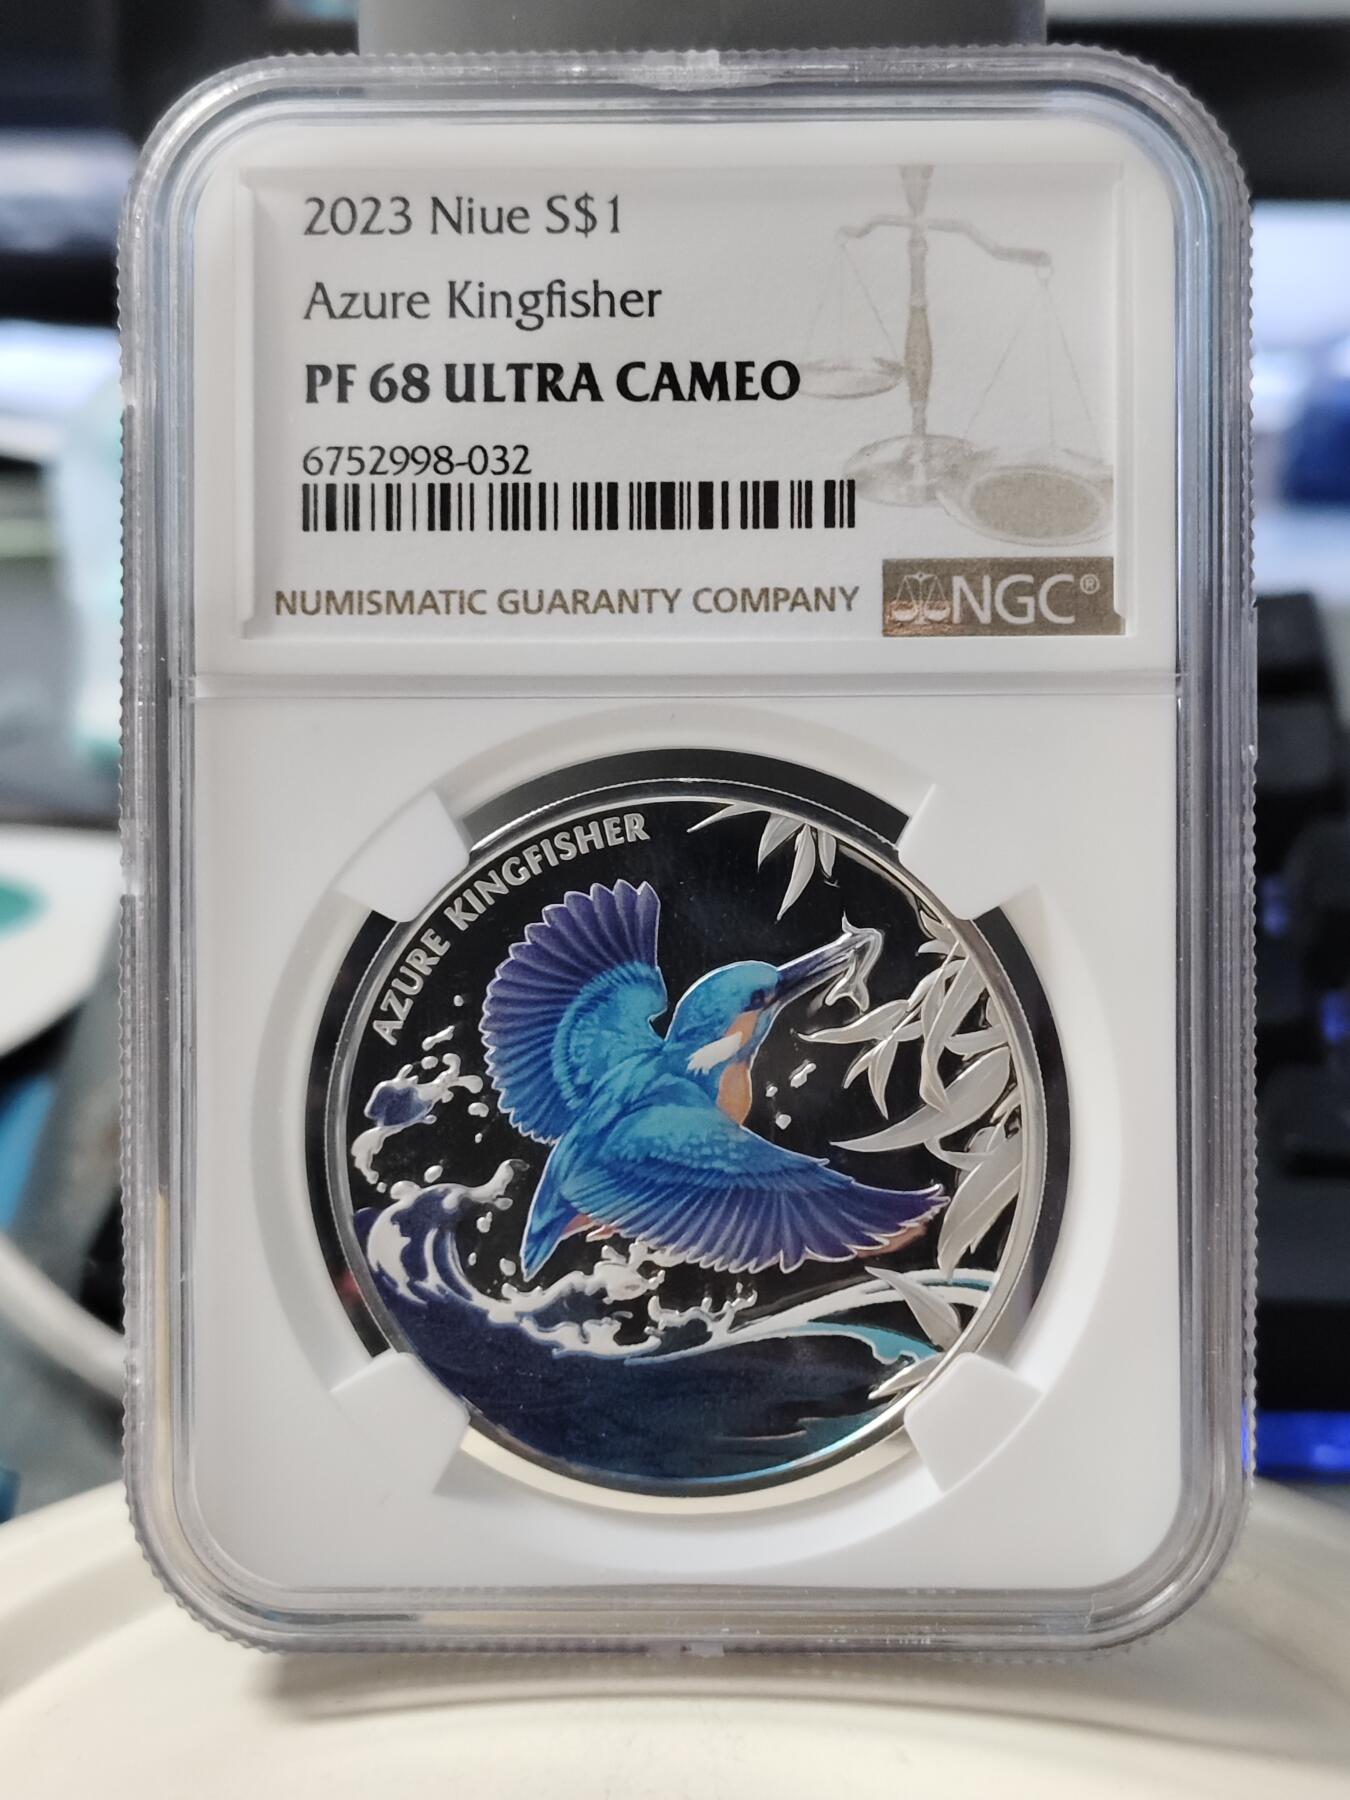 2023 Niue S$1
Azure Kingfisher
PF 68 ULTRA CAMEO
6752998-032
NUMISMATIC GUARANTY COMPANY
NGC®
AZURE KINGFISHER